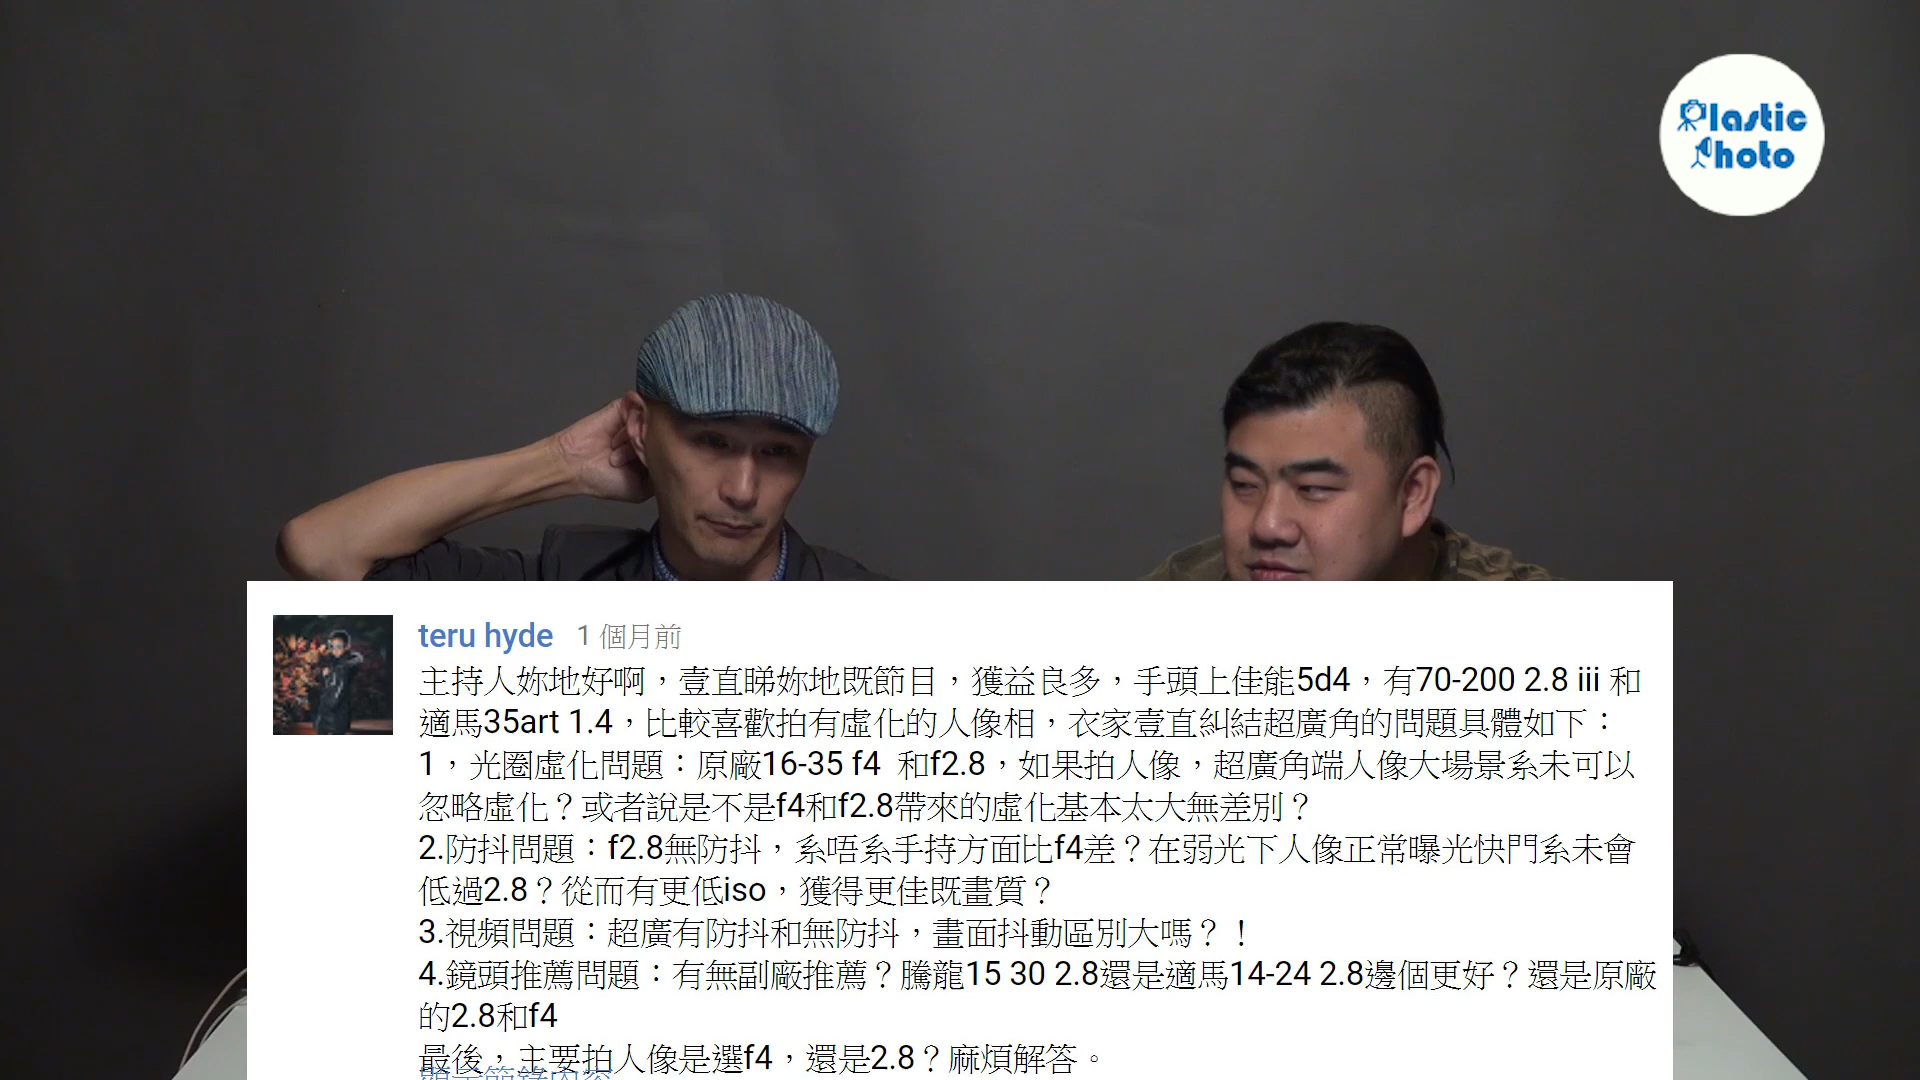 Plastic
Photo
teru hyde 1 個月前
主持人妳地好啊，壹直睇妳地既節目，獲益良多，手頭上佳能5d4，有70-200 2.8 iii 和
適馬35art 1.4，比較喜歡拍有虛化的人像相，衣家壹直糾結超廣角的問題具體如下：
1，光圈虛化問題：原廠16-35 f4 和f2.8，如果拍人像，超廣角端人像大場景系未可以
忽略虛化？或者說是不是f4和f2.8帶來的虛化基本太大無差別？
2.防抖問題：f2.8無防抖，系唔系手持方面比f4差？在弱光下人像正常曝光快門系未會
低過2.8？從而有更低iso，獲得更佳既畫質？
3.視頻問題：超廣有防抖和無防抖，畫面抖動區別大嗎？！
4.鏡頭推薦問題：有無副廠推薦？騰龍15 30 2.8還是適馬14-24 2.8邊個更好？還是原廠
的2.8和f4
最後，主要拍人像是選f4，還是2.8？麻煩解答。